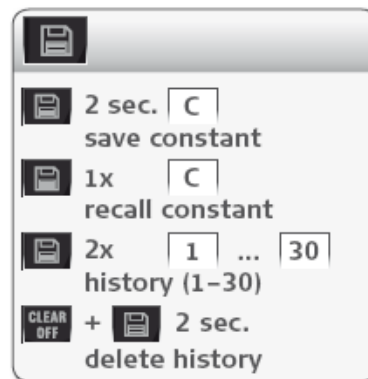 2 sec. C
save constant
1x C
recall constant
2x 1 ... 30
history (1–30)
CLEAR OFF + 2 sec.
delete history